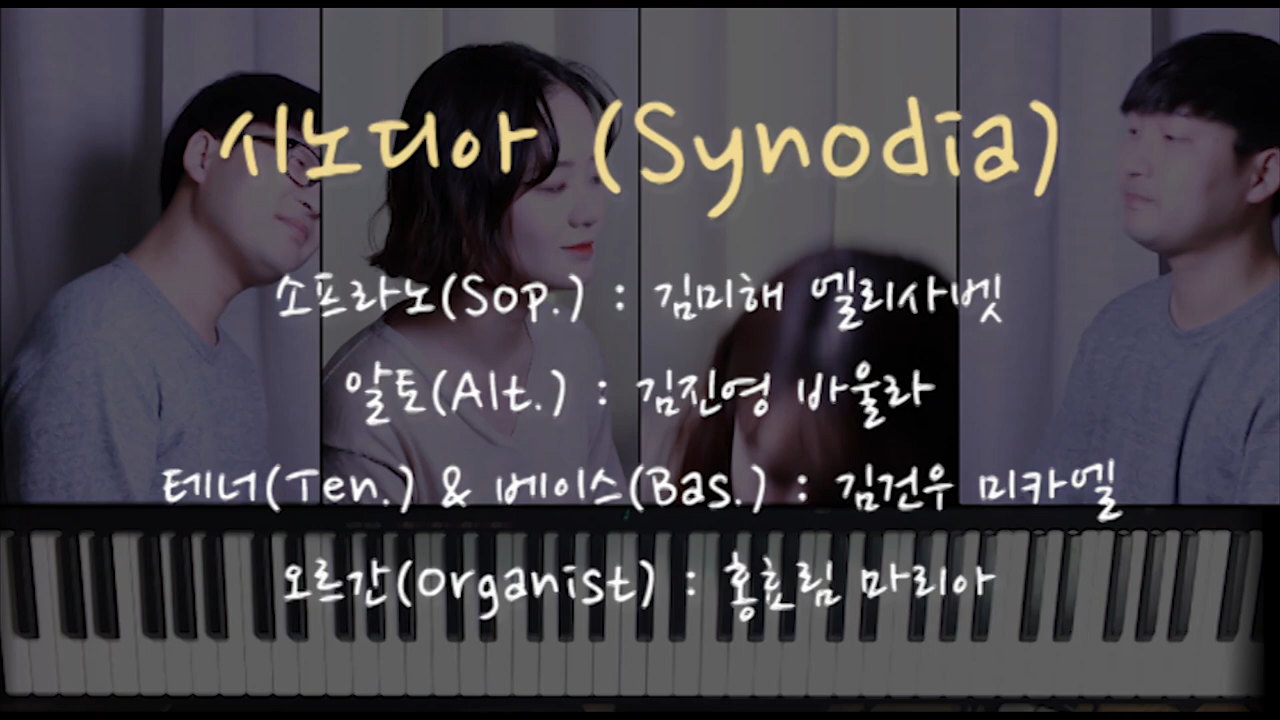 시노디아 (Synodia)
소프라노(Sop.) : 김미해 엘리사벳
알토(Alt.) : 김진영 바울라
테너(Ten.) & 베이스(Bas.) : 김건우 미카엘
오르간(Organist) : 홍효림 마리아